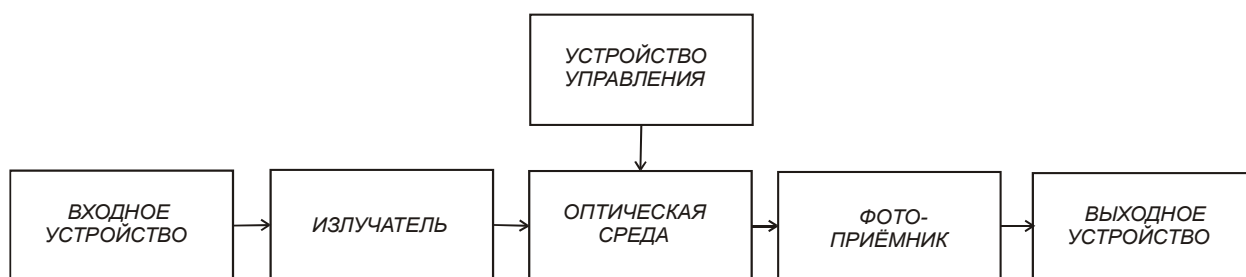 УСТРОЙСТВО
УПРАВЛЕНИЯ
ВХОДНОЕ
УСТРОЙСТВО
ИЗЛУЧАТЕЛЬ
ОПТИЧЕСКАЯ
СРЕДА
ФОТО-
ПРИЁМНИК
ВЫХОДНОЕ
УСТРОЙСТВО